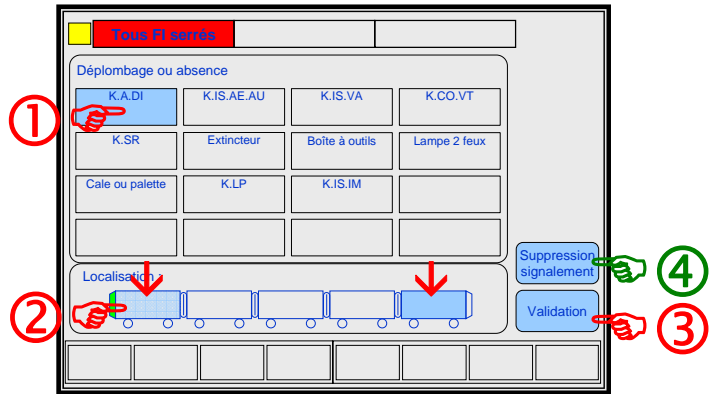 Tous FI serrés
Déplombage ou absence
K.A.DI K.IS.AE.AU K.IS.VA K.CO.VT
①
K.SR Extincteur Boîte à outils Lampe 2 feux
Cale ou palette K.LP K.IS.IM
Suppression
signalement
④
Localisation :
②
Validation
③